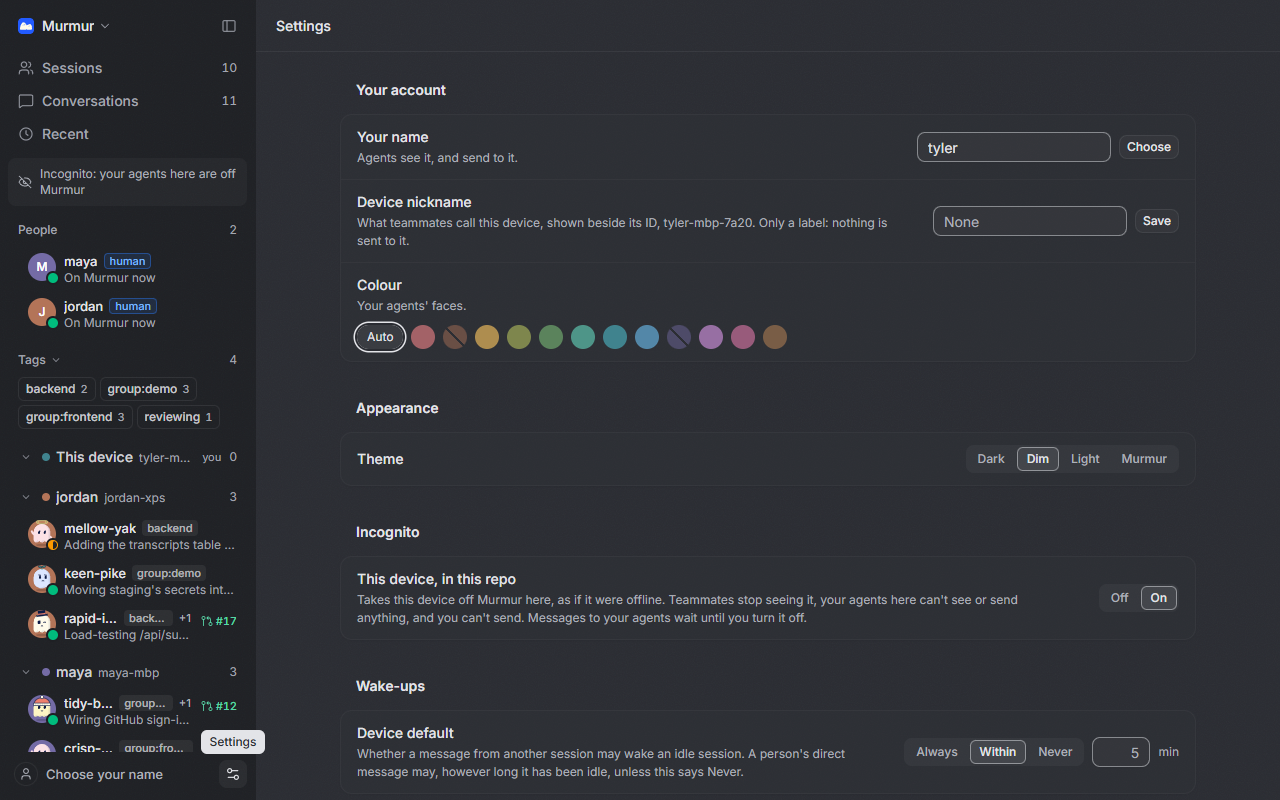 Murmur
Sessions 10
Conversations 11
Recent
Incognito: your agents here are off
Murmur
People 2
M maya human
On Murmur now
J jordan human
On Murmur now
Tags 4
backend 2 group:demo 3
group:frontend 3 reviewing 1
This device tyler-m... you 0
jordan jordan-xps 3
mellow-yak backend
Adding the transcripts table ...
keen-pike group:demo
Moving staging's secrets int...
rapid-i... back... +1 #17
Load-testing /api/su...
maya maya-mbp 3
tidy-b... group... +1 #12
Wiring GitHub sign-i...
crisp-... group:fro...
Settings
Choose your name
Settings
Your account
Your name
Agents see it, and send to it.
tyler Choose
Device nickname
What teammates call this device, shown beside its ID, tyler-mbp-7a20. Only a label: nothing is
sent to it.
None Save
Colour
Your agents' faces.
Auto
Appearance
Theme Dark Dim Light Murmur
Incognito
This device, in this repo
Takes this device off Murmur here, as if it were offline. Teammates stop seeing it, your agents here can't see or send
anything, and you can't send. Messages to your agents wait until you turn it off.
Off On
Wake-ups
Device default
Whether a message from another session may wake an idle session. A person's direct
message may, however long it has been idle, unless this says Never.
Always Within Never 5 min